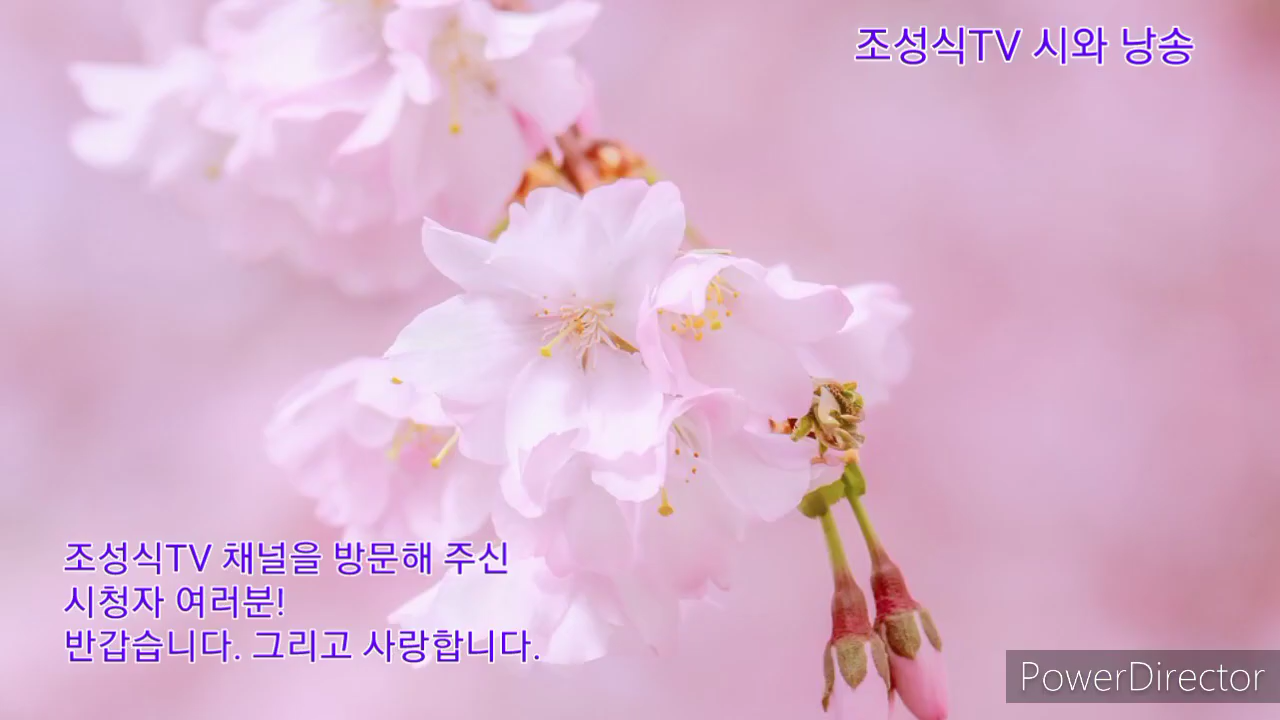 조성식TV 시와 낭송
조성식TV 채널을 방문해 주신
시청자 여러분!
반갑습니다. 그리고 사랑합니다.
PowerDirector